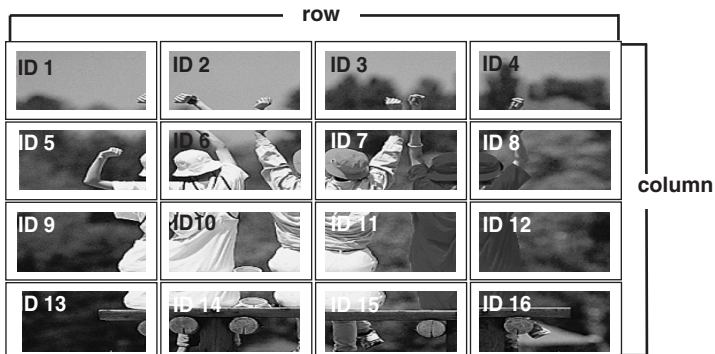 row
ID 1 ID 2 ID 3 ID 4
ID 5 ID 6 ID 7 ID 8
column
ID 9 ID10 ID 11 ID 12
ID 13 ID 14 ID 15 ID 16